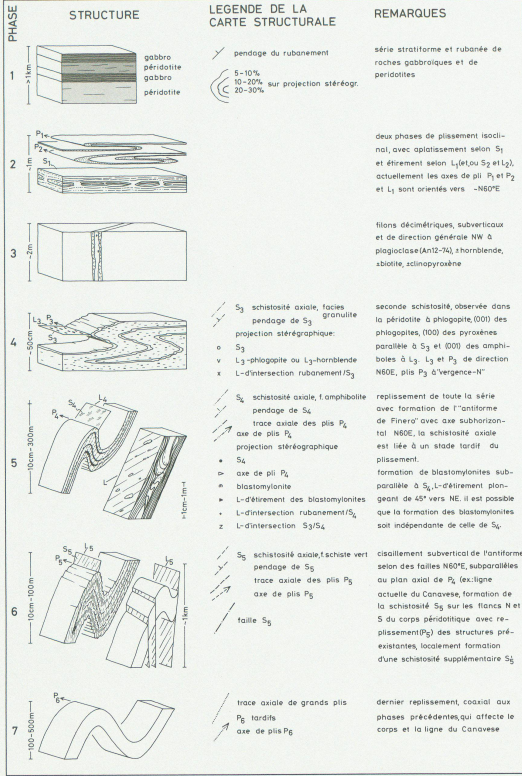 PHASE
STRUCTURE
LEGENDE DE LA
CARTE STRUCTURALE
REMARQUES
1
>1km
gabbro
péridotite
gabbro
péridotite
pendage du rubanement
5-10%
10-20% sur projection stéréogr.
20-30%
série stratiforme et rubanée de
roches gabbroïques et de
peridotites
2
~1m
P1
P2
S1
deux phases de plissement isocli-
nal, avec aplatissement selon S1
et étirement selon L1(et,ou S2 et L2),
actuellement les axes de pli P1 et P2
et L1 sont orientés vers ~N60°E
3
~2m
filons décimétriques, subverticaux
et de direction générale NW à
plagioclase(An12-74), ±hornblende,
±biotite, ±clinopyroxène
4
~50cm
L3
P3
S3
S3 schistosité axiale, facies
granulite
pendage de S3
projection stéréographique:
o S3
v L3-phlogopite ou L3-hornblende
x L-d'intersection rubanement/S3
seconde schistosité, observée dans
la péridotite à phlogopite,(001) des
phlogopites, (100) des pyroxènes
parallèle à S3 et (001) des amphi-
boles à L3. L3 et P3 de direction
N60E, plis P3 à"vergence-N"
5
10cm-300m
L4
S4
P4
L
>1cm-1m
S4 schistosité axiale, f. amphibolite
pendage de S4
trace axiale des plis P4
axe de plis P4
projection stéréographique
S4
axe de pli P4
blastomylonite
L-d'étirement des blastomylonites
+ L-d'intersection rubanement/S4
z L-d'intersection S3/S4
replissement de toute la série
avec formation de l'"antiforme
de Finero" avec axe subhorizon-
tal N60E, la schistosité axiale
est liée à un stade tardif du
plissement.
formation de blastomylonites sub-
parallèle à S4, L-d'étirement plon-
geant de 45° vers NE. il est possible
que la formation des blastomylonites
soit indépendante de celle de S4.
6
10cm-100m
P5
S5
~1km
S5 schistosité axiale,f.schiste vert
pendage de S5
trace axiale des plis P5
axe de plis P5
faille S5
cisaillement subvertical de l'antiforme
selon des failles N60°E, subparallèles
au plan axial de P4 (ex:ligne
actuelle du Canavese, formation de
la schistosité S5 sur les flancs N et
S du corps péridotitique avec re-
plissement(P5) des structures pré-
existantes, localement formation
d'une schistosité supplémentaire S5'
7
100-500m
P6
trace axiale de grands plis
P6 tardifs
axe de plis P6
dernier replissement, coaxial aux
phases précédentes,qui affecte le
corps et la ligne du Canavese